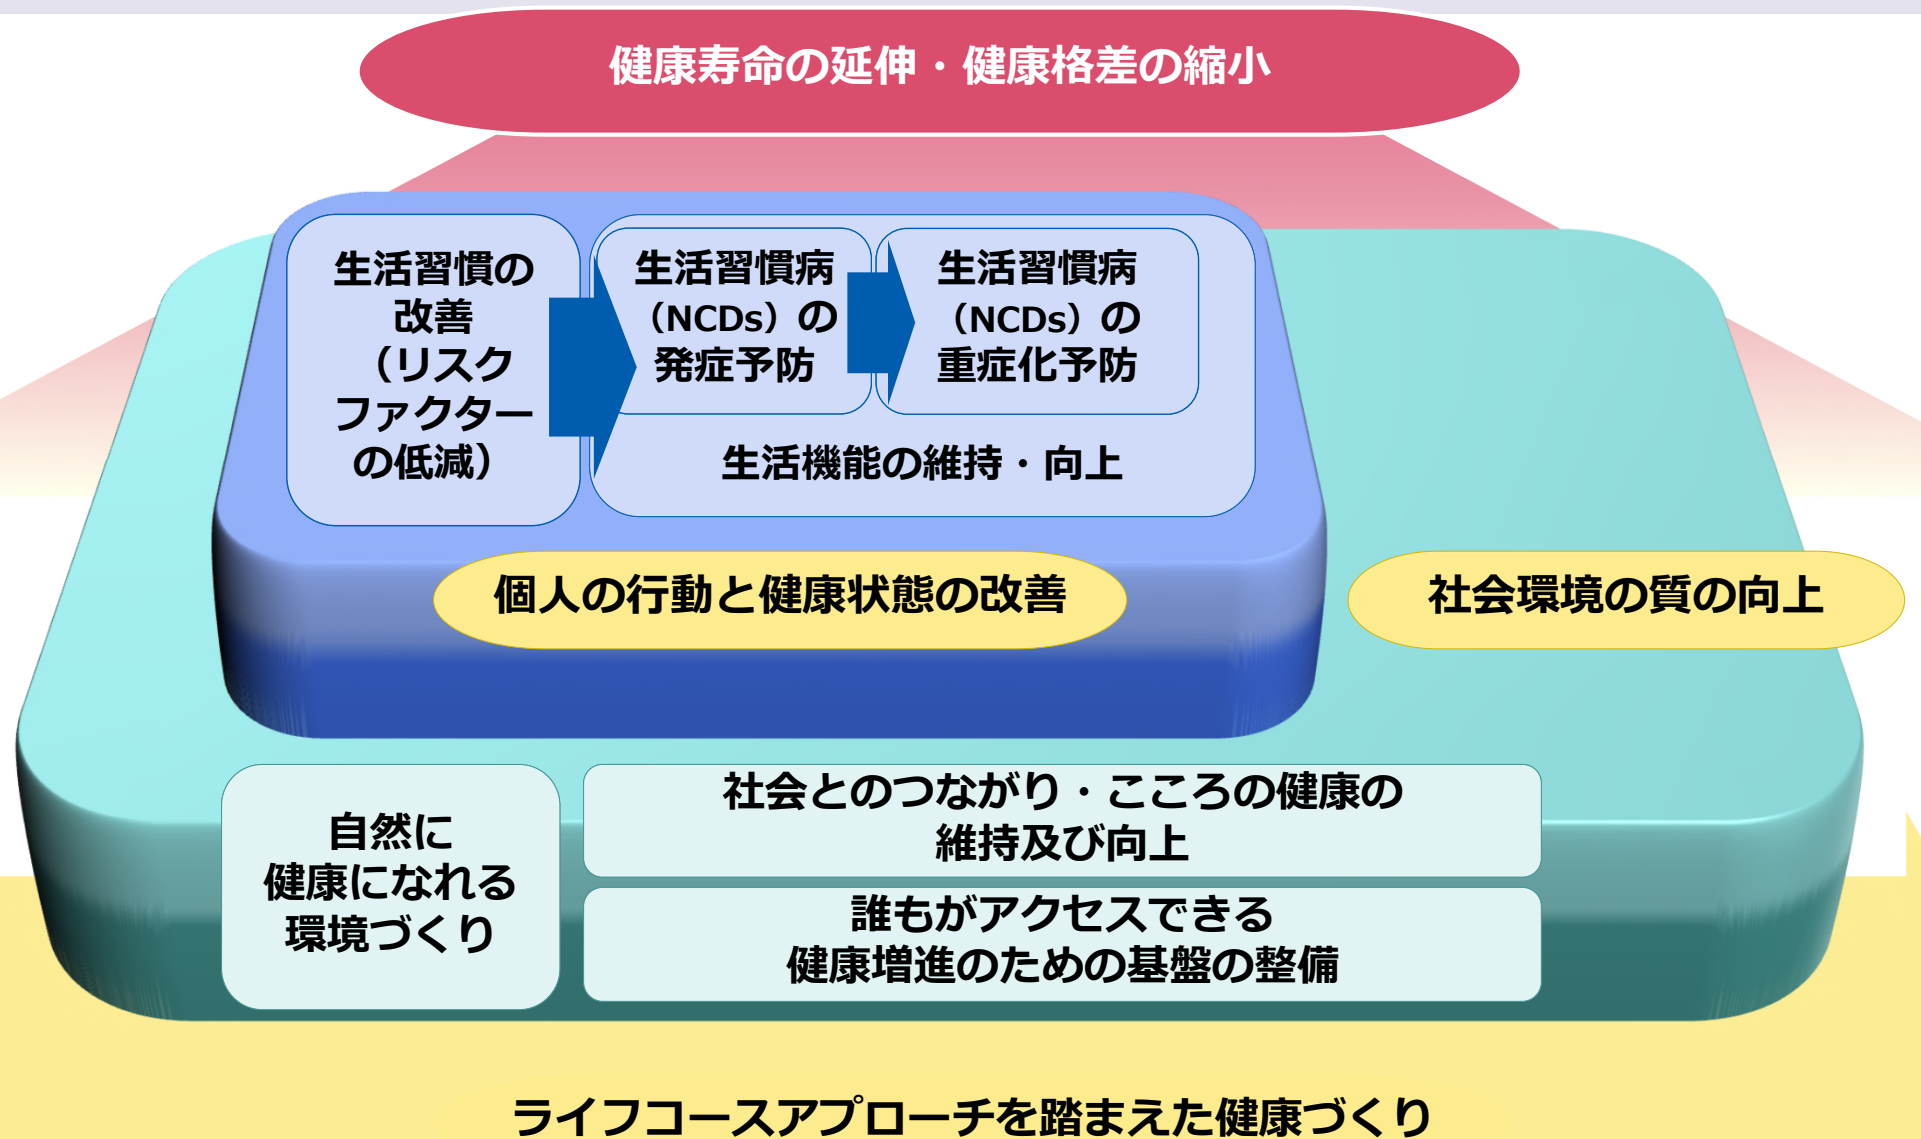 健康寿命の延伸・健康格差の縮小
生活習慣の
改善
（リスク
ファクター
の低減）
生活習慣病
（NCDs）の
発症予防
生活習慣病
（NCDs）の
重症化予防
生活機能の維持・向上
個人の行動と健康状態の改善
社会環境の質の向上
自然に
健康になれる
環境づくり
社会とのつながり・こころの健康の
維持及び向上
誰もがアクセスできる
健康増進のための基盤の整備
ライフコースアプローチを踏まえた健康づくり